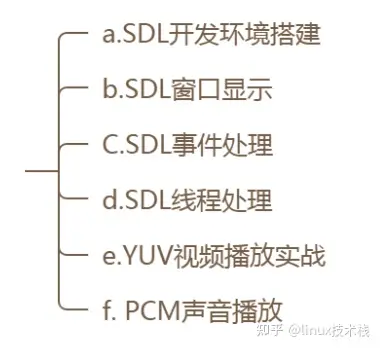 a.SDL开发环境搭建
b.SDL窗口显示
C.SDL事件处理
d.SDL线程处理
e.YUV视频播放实战
f. PCM声音播放
知乎 @linux技术栈